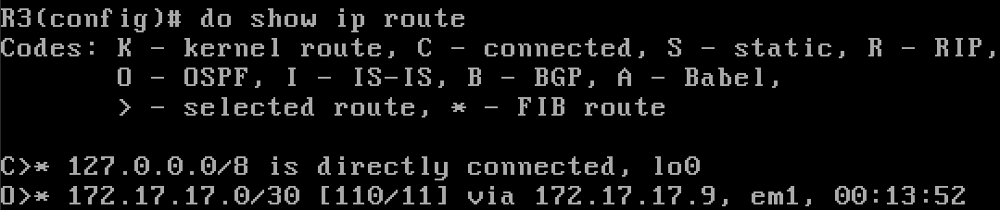 R3(config)# do show ip route
Codes: K - kernel route, C - connected, S - static, R - RIP,
       O - OSPF, I - IS-IS, B - BGP, A - Babel,
       > - selected route, * - FIB route

C>* 127.0.0.0/8 is directly connected, lo0
O>* 172.17.17.0/30 [110/11] via 172.17.17.9, em1, 00:13:52